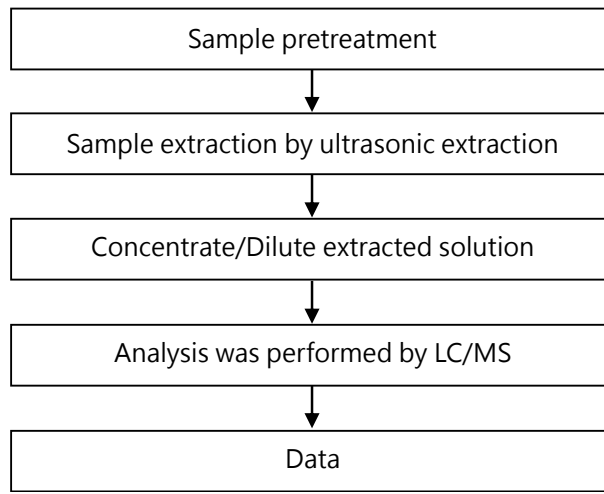 Sample pretreatment
Sample extraction by ultrasonic extraction
Concentrate/Dilute extracted solution
Analysis was performed by LC/MS
Data